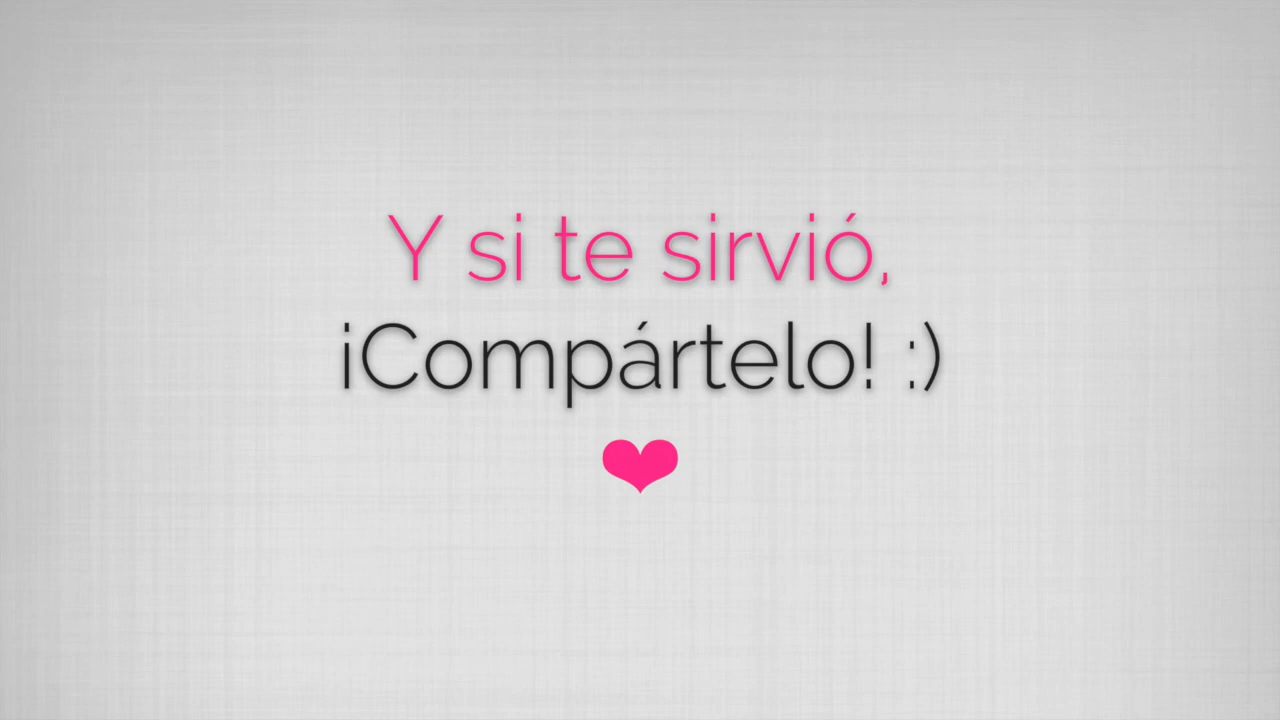 Y si te sirvió,
¡Compártelo! :)
❤